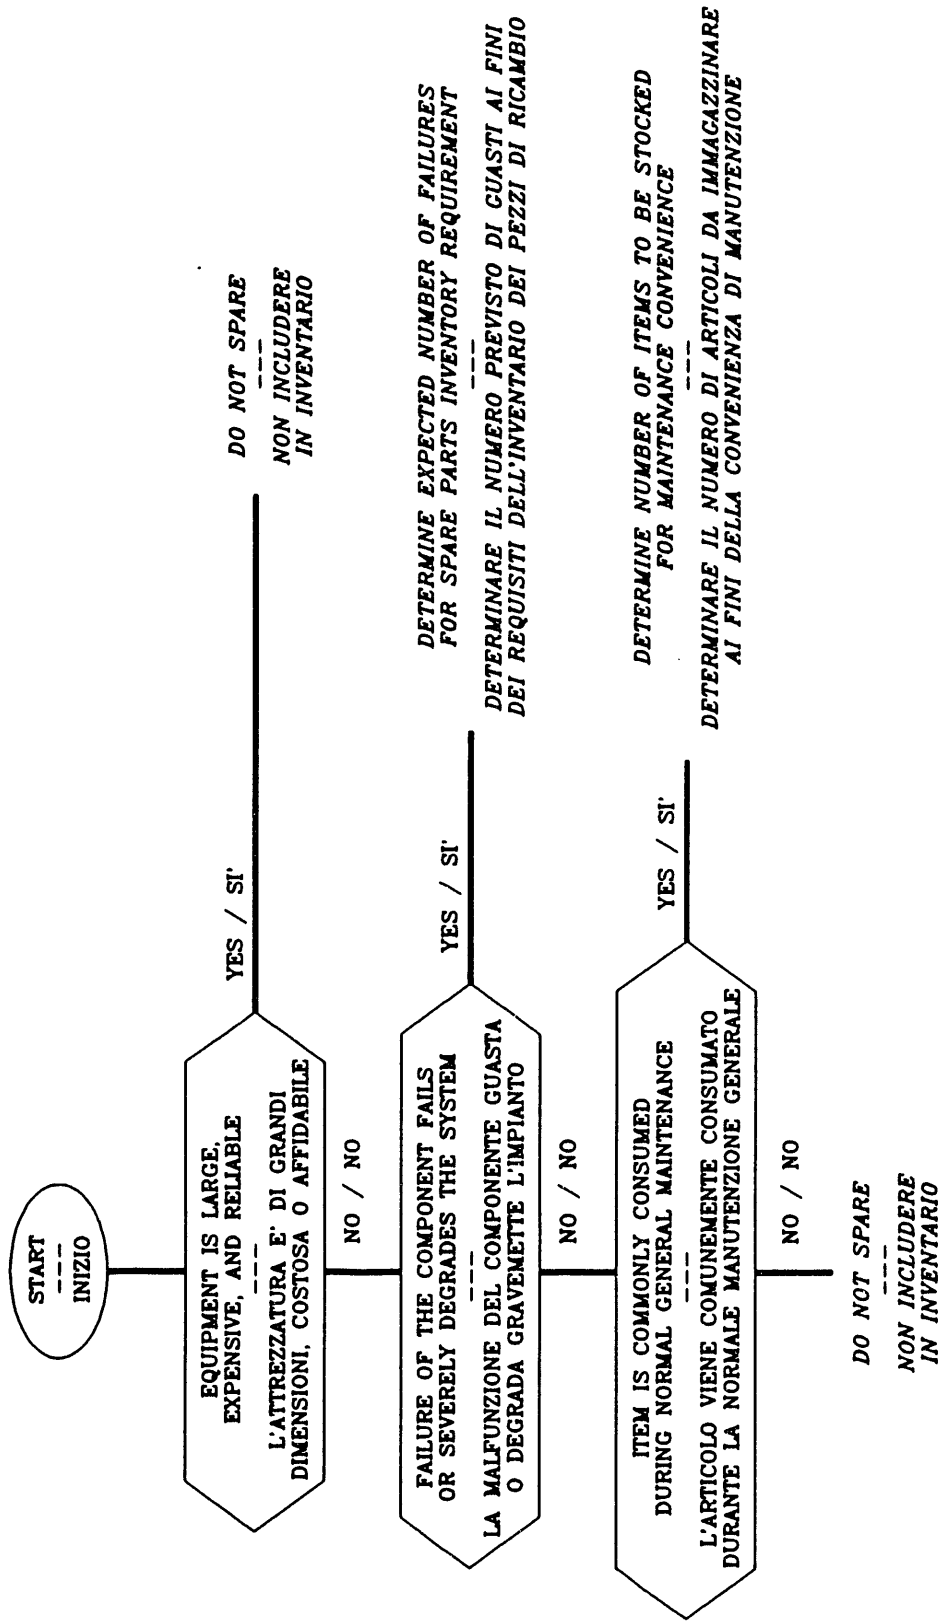 START
---
INIZIO
EQUIPMENT IS LARGE,
EXPENSIVE, AND RELIABLE
---
L'ATTREZZATURA E' DI GRANDI
DIMENSIONI, COSTOSA O AFFIDABILE
YES / SI'
DO NOT SPARE
---
NON INCLUDERE
IN INVENTARIO
NO / NO
FAILURE OF THE COMPONENT FAILS
OR SEVERELY DEGRADES THE SYSTEM
---
LA MALFUNZIONE DEL COMPONENTE GUASTA
O DEGRADA GRAVEMETTE L'IMPIANTO
YES / SI'
DETERMINE EXPECTED NUMBER OF FAILURES
FOR SPARE PARTS INVENTORY REQUIREMENT
---
DETERMINARE IL NUMERO PREVISTO DI GUASTI AI FINI
DEI REQUISITI DELL'INVENTARIO DEI PEZZI DI RICAMBIO
NO / NO
ITEM IS COMMONLY CONSUMED
DURING NORMAL GENERAL MAINTENANCE
---
L'ARTICOLO VIENE COMUNEMENTE CONSUMATO
DURANTE LA NORMALE MANUTENZIONE GENERALE
YES / SI'
DETERMINE NUMBER OF ITEMS TO BE STOCKED
FOR MAINTENANCE CONVENIENCE
---
DETERMINARE IL NUMERO DI ARTICOLI DA IMMAGAZZINARE
AI FINI DELLA CONVENIENZA DI MANUTENZIONE
NO / NO
DO NOT SPARE
---
NON INCLUDERE
IN INVENTARIO